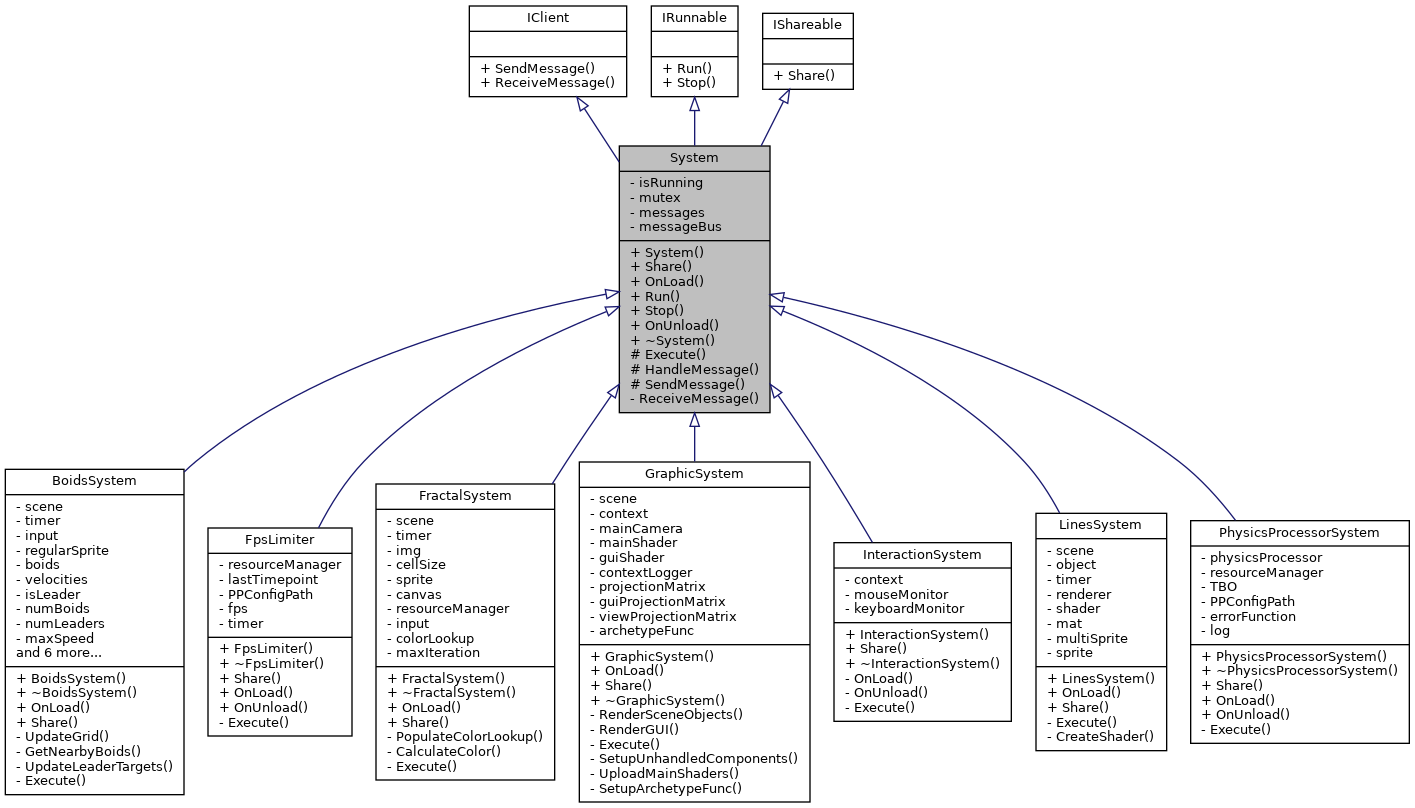 IClient
+ SendMessage()
+ ReceiveMessage()
IRunnable
+ Run()
+ Stop()
IShareable
+ Share()
System
- isRunning
- mutex
- messages
- messageBus
+ System()
+ Share()
+ OnLoad()
+ Run()
+ Stop()
+ OnUnload()
+ ~System()
# Execute()
# HandleMessage()
# SendMessage()
- ReceiveMessage()
BoidsSystem
- scene
- timer
- input
- regularSprite
- boids
- velocities
- isLeader
- numBoids
- numLeaders
- maxSpeed
and 6 more...
+ BoidsSystem()
+ ~BoidsSystem()
+ OnLoad()
+ Share()
- UpdateGrid()
- GetNearbyBoids()
- UpdateLeaderTargets()
- Execute()
FpsLimiter
- resourceManager
- lastTimepoint
- PPConfigPath
- fps
- timer
+ FpsLimiter()
+ ~FpsLimiter()
+ Share()
+ OnLoad()
+ OnUnload()
- Execute()
FractalSystem
- scene
- timer
- img
- cellSize
- sprite
- canvas
- resourceManager
- input
- colorLookup
- maxIteration
+ FractalSystem()
+ ~FractalSystem()
+ OnLoad()
+ Share()
- PopulateColorLookup()
- CalculateColor()
- Execute()
GraphicSystem
- scene
- context
- mainCamera
- mainShader
- guiShader
- contextLogger
- projectionMatrix
- guiProjectionMatrix
- viewProjectionMatrix
- archetypeFunc
+ GraphicSystem()
+ OnLoad()
+ Share()
+ ~GraphicSystem()
- RenderSceneObjects()
- RenderGUI()
- Execute()
- SetupUnhandledComponents()
- UploadMainShaders()
- SetupArchetypeFunc()
InteractionSystem
- context
- mouseMonitor
- keyboardMonitor
+ InteractionSystem()
+ Share()
+ ~InteractionSystem()
- OnLoad()
- OnUnload()
- Execute()
LinesSystem
- scene
- object
- timer
- renderer
- shader
- mat
- multiSprite
- sprite
+ LinesSystem()
+ OnLoad()
+ Share()
- Execute()
- CreateShader()
PhysicsProcessorSystem
- physicsProcessor
- resourceManager
- TBO
- PPConfigPath
- errorFunction
- log
+ PhysicsProcessorSystem()
+ ~PhysicsProcessorSystem()
+ Share()
+ OnLoad()
+ OnUnload()
- Execute()